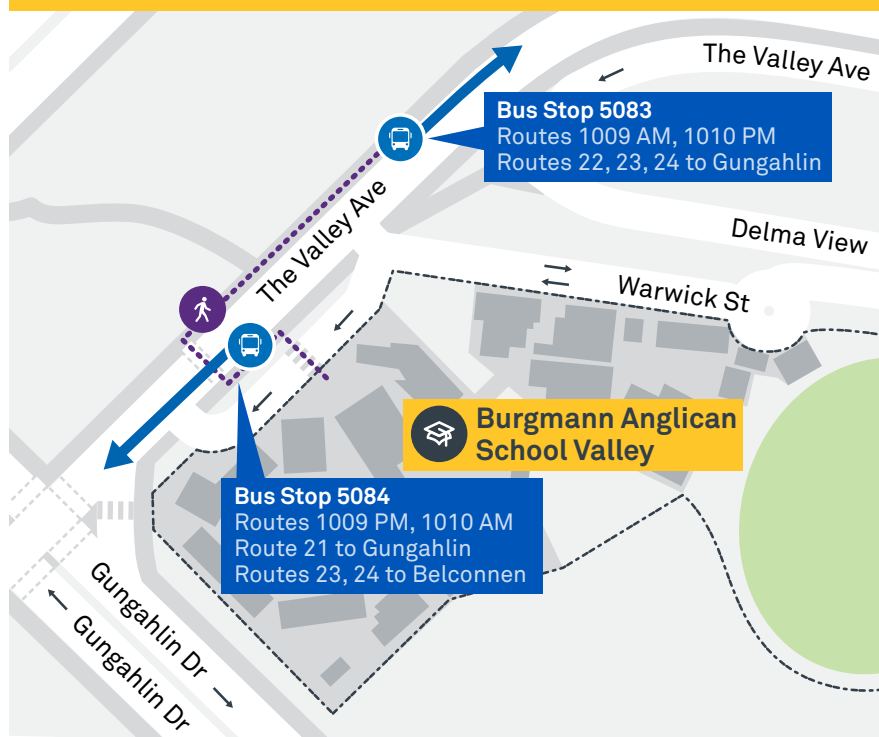 The Valley Ave
Bus Stop 5083
Routes 1009 AM, 1010 PM
Routes 22, 23, 24 to Gungahlin
The Valley Ave
Delma View
Warwick St
Burgmann Anglican
School Valley
Bus Stop 5084
Routes 1009 PM, 1010 AM
Route 21 to Gungahlin
Routes 23, 24 to Belconnen
Gungahlin Dr
Gungahlin Dr